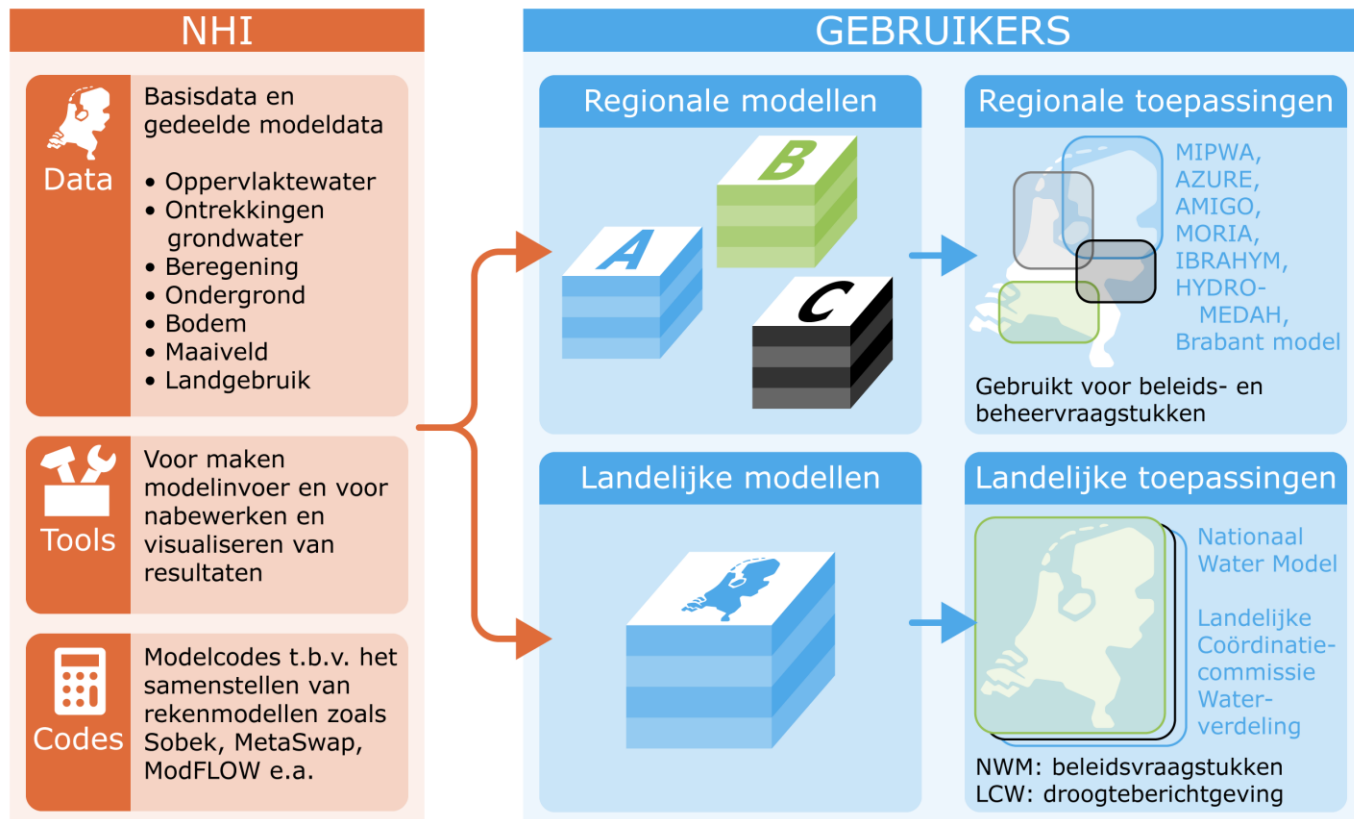 NHI
Data
Basisdata en
gedeelde modeldata
• Oppervlaktewater
• Ontrekkingen
grondwater
• Beregening
• Ondergrond
• Bodem
• Maaiveld
• Landgebruik
Tools
Voor maken
modelinvoer en voor
nabewerken en
visualiseren van
resultaten
Codes
Modelcodes t.b.v. het
samenstellen van
rekenmodellen zoals
Sobek, MetaSwap,
ModFLOW e.a.
GEBRUIKERS
Regionale modellen
A
B
C
Regionale toepassingen
MIPWA,
AZURE,
AMIGO,
MORIA,
IBRAHYM,
HYDRO-
MEDAH,
Brabant model
Gebruikt voor beleids- en
beheervraagstukken
Landelijke modellen
Landelijke toepassingen
Nationaal
Water Model
Landelijke
Coördinatie-
commissie
Water-
verdeling
NWM: beleidsvraagstukken
LCW: droogteberichtgeving